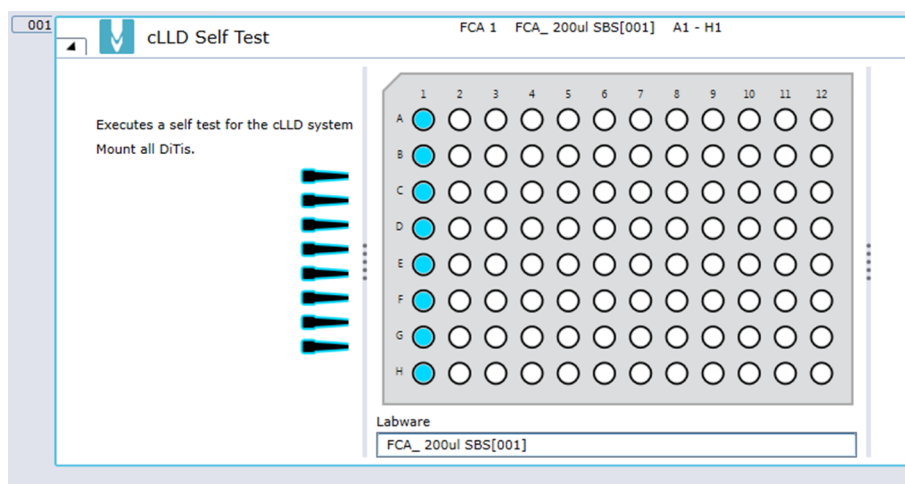 001
cLLD Self Test
FCA 1 FCA_ 200ul SBS[001] A1 - H1
Executes a self test for the cLLD system
Mount all DiTis.
1 2 3 4 5 6 7 8 9 10 11 12
A
B
C
D
E
F
G
H
Labware
FCA_ 200ul SBS[001]